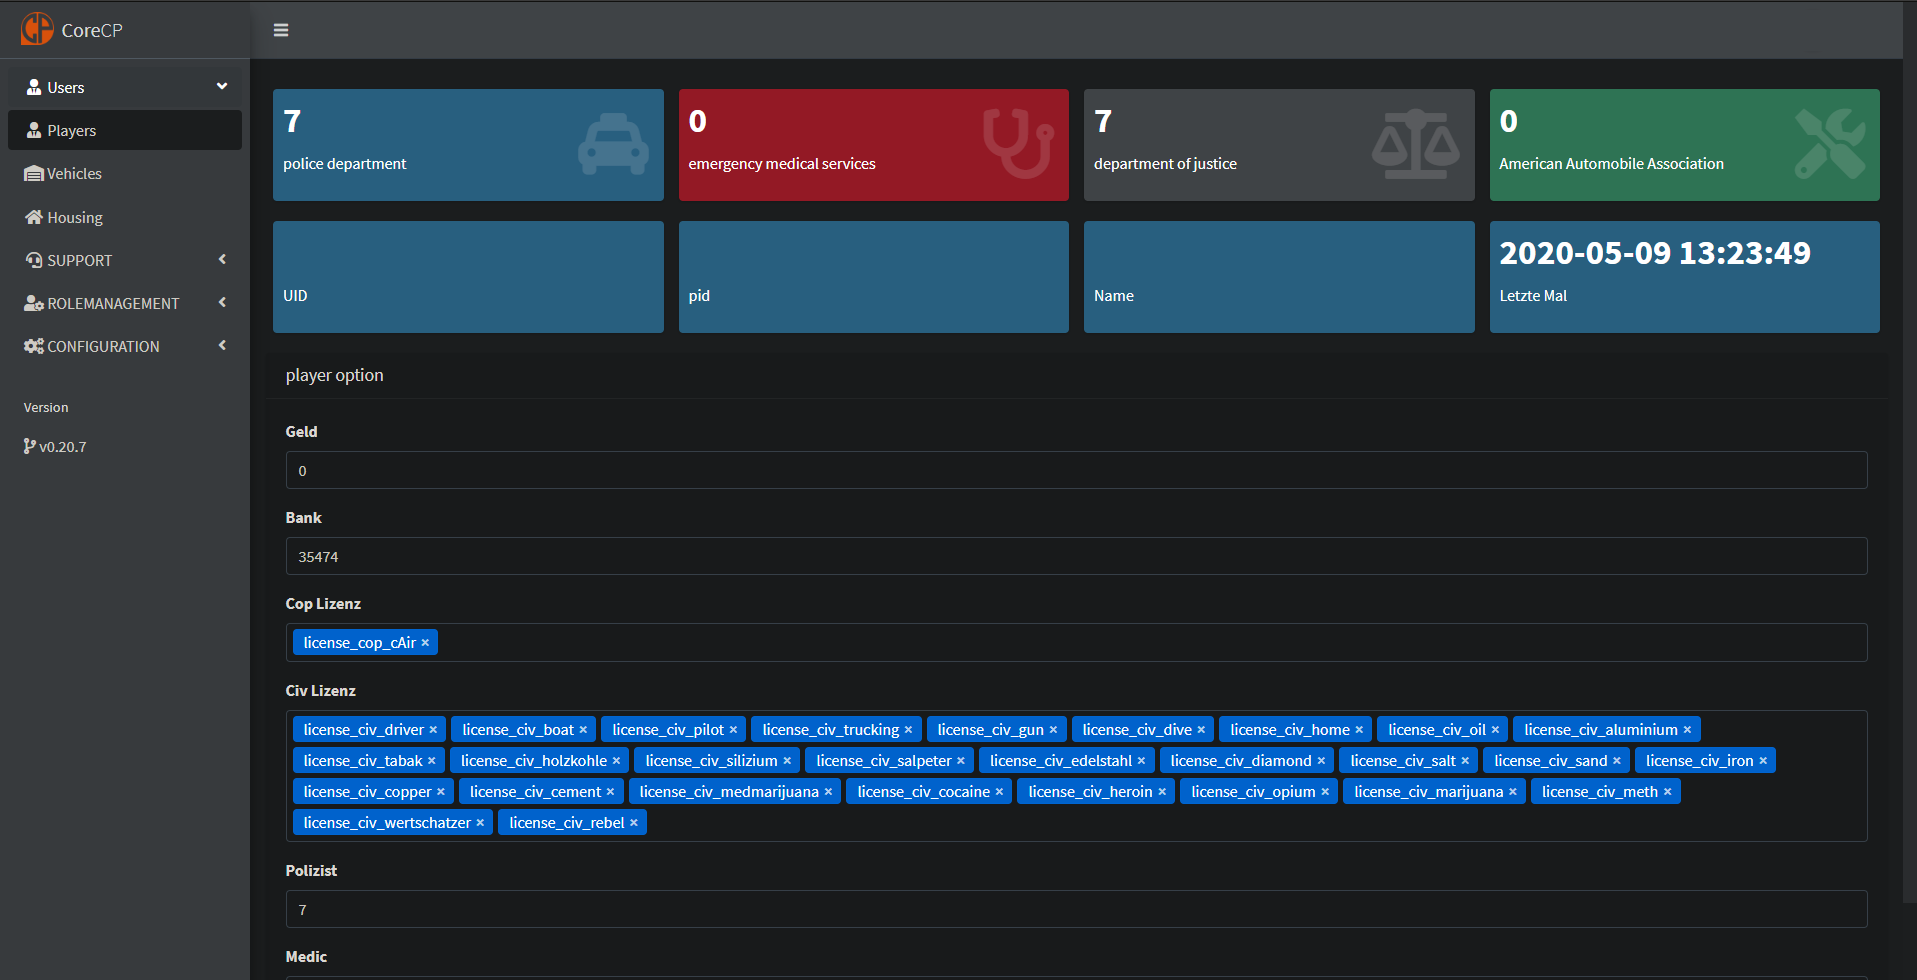 CoreCP
Users
Players
Vehicles
Housing
SUPPORT
ROLEMANAGEMENT
CONFIGURATION
Version
v0.20.7
7
police department
0
emergency medical services
7
department of justice
0
American Automobile Association
UID
pid
Name
2020-05-09 13:23:49
Letzte Mal
player option
Geld
0
Bank
35474
Cop Lizenz
license_cop_cAir ×
Civ Lizenz
license_civ_driver × license_civ_boat × license_civ_pilot × license_civ_trucking × license_civ_gun × license_civ_dive × license_civ_home × license_civ_oil × license_civ_aluminium ×
license_civ_tabak × license_civ_holzkohle × license_civ_silizium × license_civ_salpeter × license_civ_edelstahl × license_civ_diamond × license_civ_salt × license_civ_sand × license_civ_iron ×
license_civ_copper × license_civ_cement × license_civ_medmarijuana × license_civ_cocaine × license_civ_heroin × license_civ_opium × license_civ_marijuana × license_civ_meth ×
license_civ_wertschatzer × license_civ_rebel ×
Polizist
7
Medic